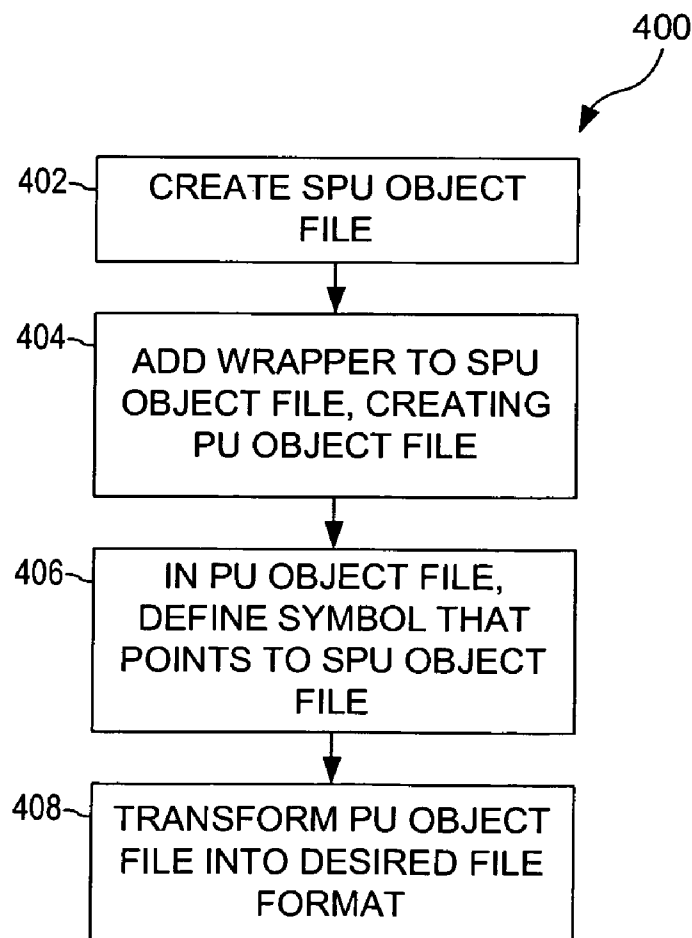 400
402
CREATE SPU OBJECT
FILE
404
ADD WRAPPER TO SPU
OBJECT FILE, CREATING
PU OBJECT FILE
406
IN PU OBJECT FILE,
DEFINE SYMBOL THAT
POINTS TO SPU OBJECT
FILE
408
TRANSFORM PU OBJECT
FILE INTO DESIRED FILE
FORMAT